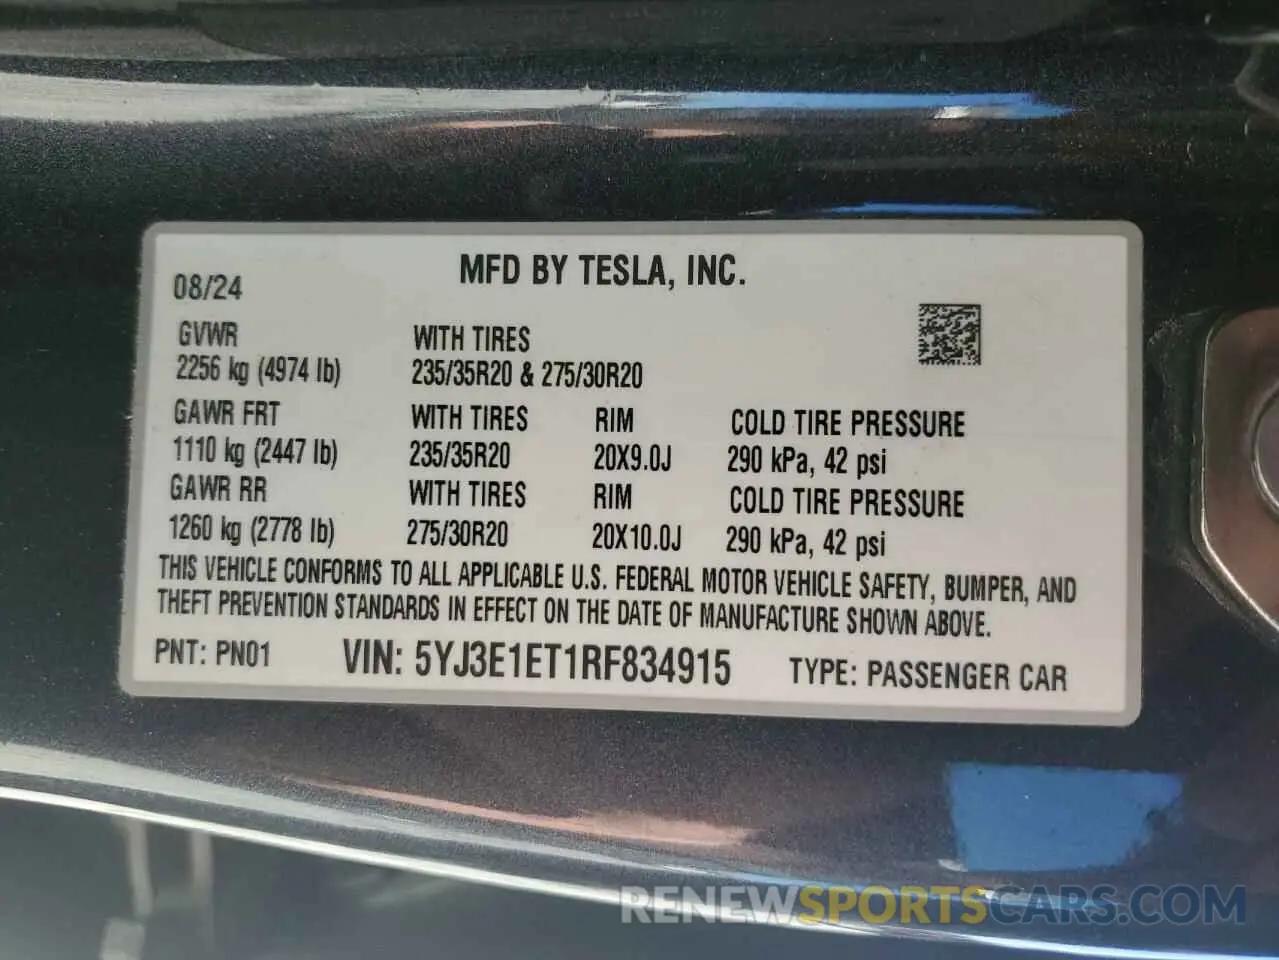 MFD BY TESLA, INC.
08/24
GVWR WITH TIRES
2256 kg (4974 lb) 235/35R20 & 275/30R20
GAWR FRT WITH TIRES RIM COLD TIRE PRESSURE
1110 kg (2447 lb) 235/35R20 20X9.0J 290 kPa, 42 psi
GAWR RR WITH TIRES RIM COLD TIRE PRESSURE
1260 kg (2778 lb) 275/30R20 20X10.0J 290 kPa, 42 psi
THIS VEHICLE CONFORMS TO ALL APPLICABLE U.S. FEDERAL MOTOR VEHICLE SAFETY, BUMPER, AND
THEFT PREVENTION STANDARDS IN EFFECT ON THE DATE OF MANUFACTURE SHOWN ABOVE.
PNT: PN01 VIN: 5YJ3E1ET1RF834915 TYPE: PASSENGER CAR
RENEWSPORTSCARS.COM